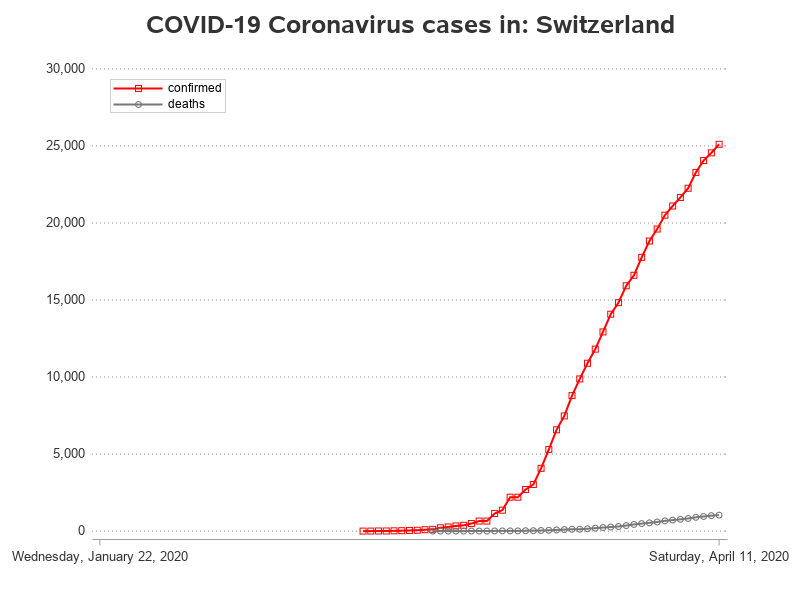 COVID-19 Coronavirus cases in: Switzerland
30,000
confirmed
deaths
25,000
20,000
15,000
10,000
5,000
0
Wednesday, January 22, 2020 Saturday, April 11, 2020